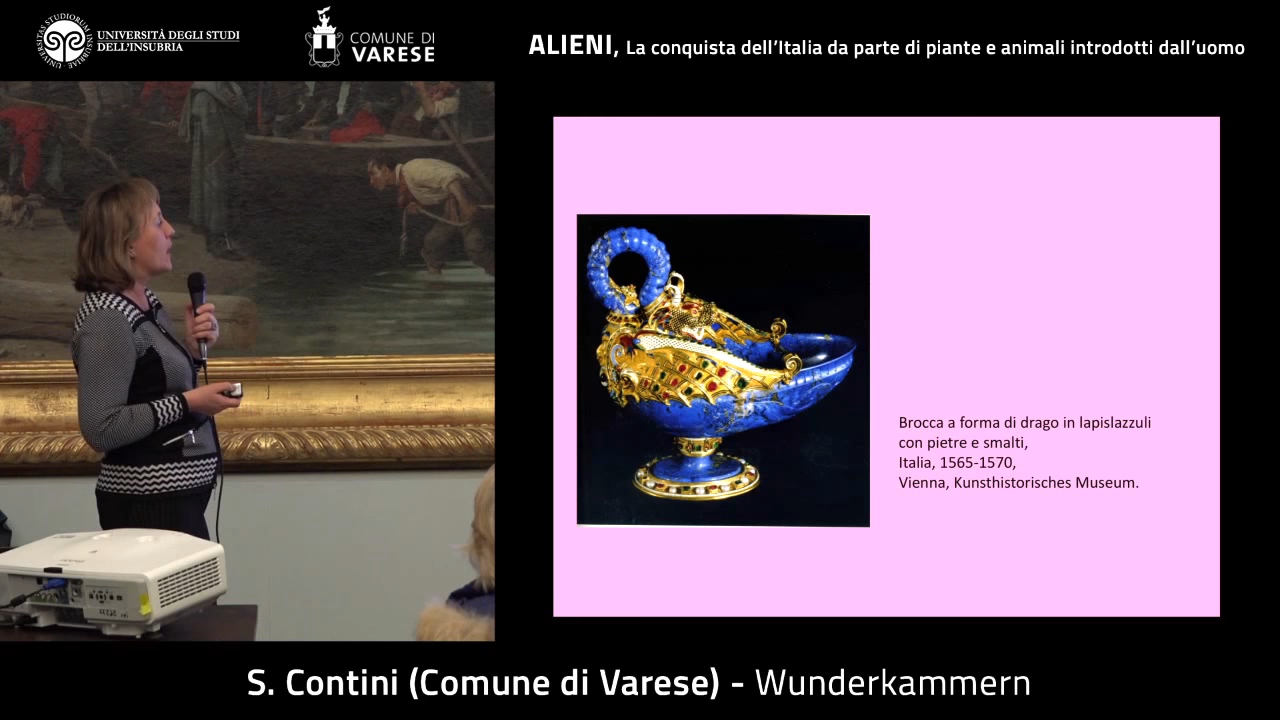 UNIVERSITÀ DEGLI STUDI
DELL'INSUBRIA
COMUNE DI
VARESE
ALIENI, La conquista dell'Italia da parte di piante e animali introdotti dall'uomo
Brocca a forma di drago in lapislazzuli
con pietre e smalti,
Italia, 1565-1570,
Vienna, Kunsthistorisches Museum.
S. Contini (Comune di Varese) - Wunderkammern